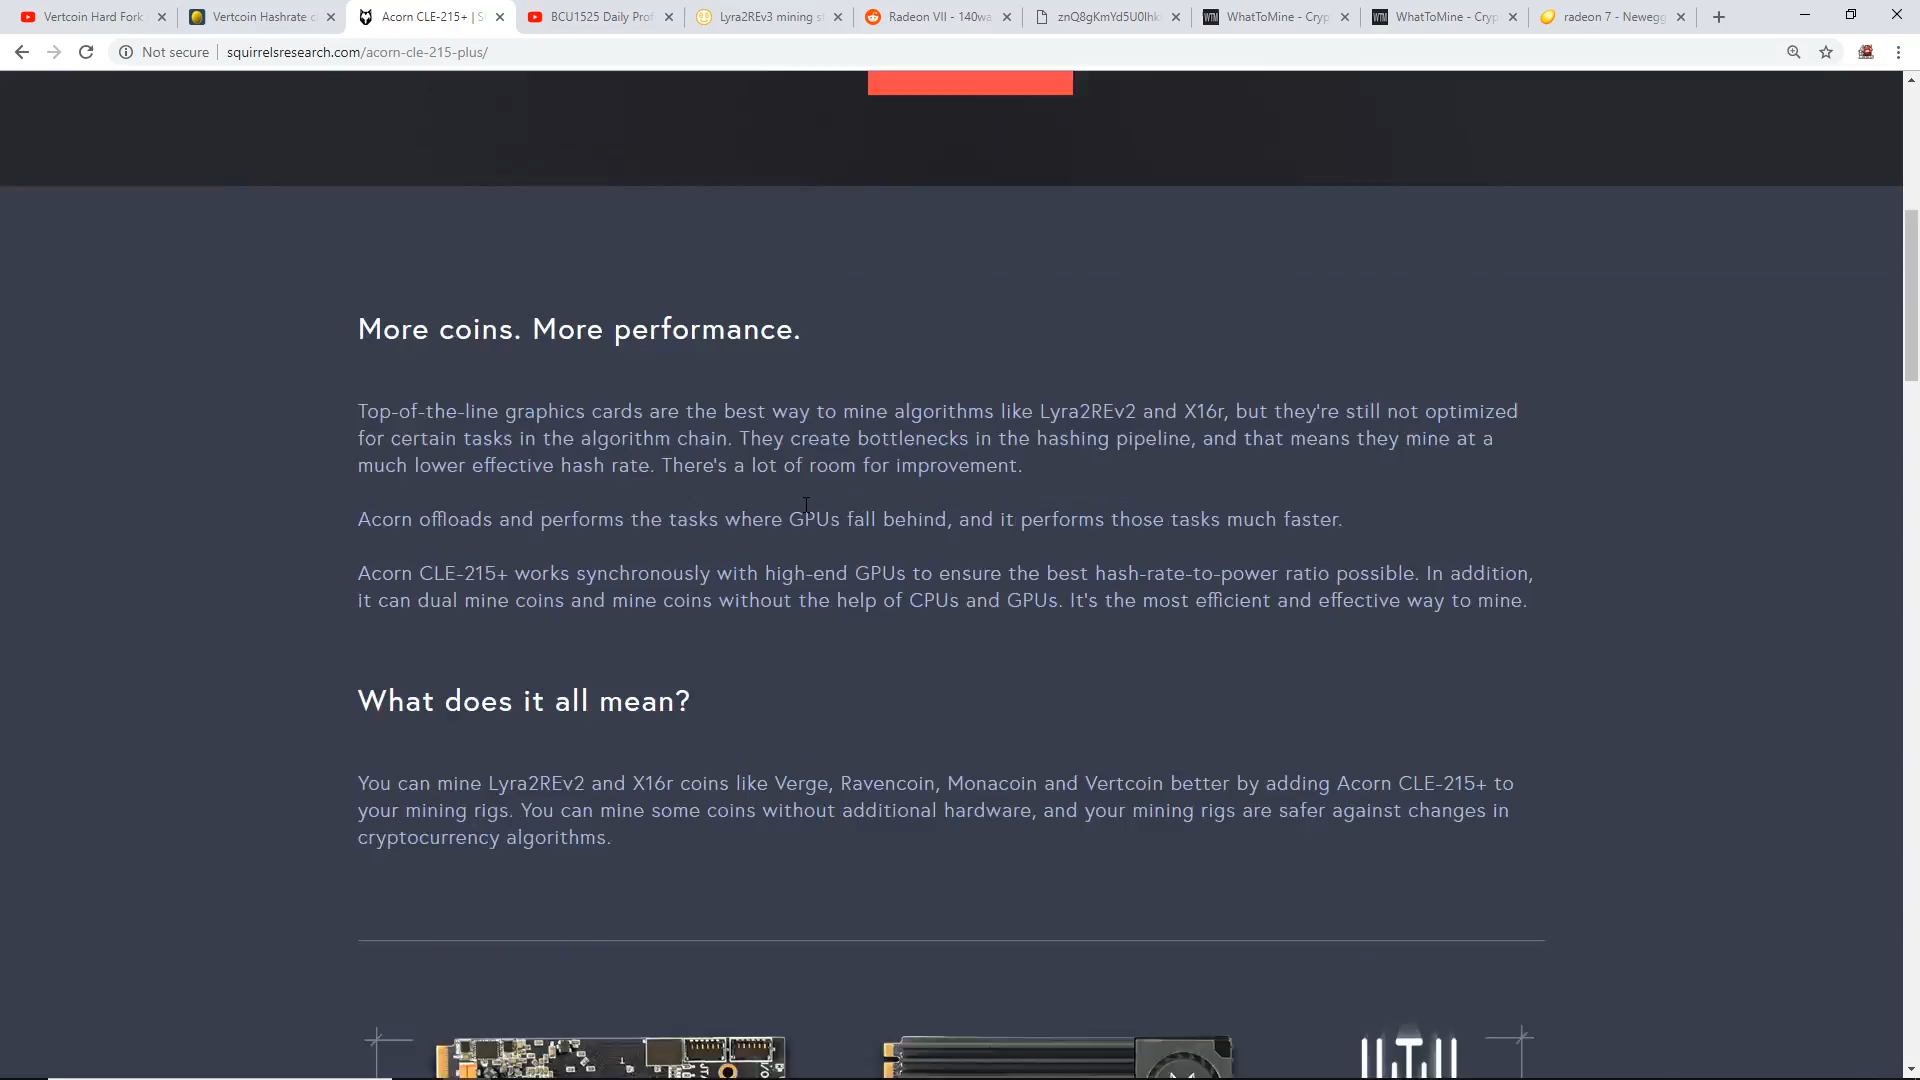 Vertcoin Hard Fork
Vertcoin Hashrate c
Acorn CLE-215+ | S
BCU1525 Daily Prof
Lyra2REv3 mining s
Radeon VII - 140wa
znQ8gKmYd5U0lhk
WhatToMine - Cryp
WhatToMine - Cryp
radeon 7 - Newegg
Not secure
squirrelsresearch.com/acorn-cle-215-plus/
More coins. More performance.
Top-of-the-line graphics cards are the best way to mine algorithms like Lyra2REv2 and X16r, but they're still not optimized
for certain tasks in the algorithm chain. They create bottlenecks in the hashing pipeline, and that means they mine at a
much lower effective hash rate. There's a lot of room for improvement.
Acorn offloads and performs the tasks where GPUs fall behind, and it performs those tasks much faster.
Acorn CLE-215+ works synchronously with high-end GPUs to ensure the best hash-rate-to-power ratio possible. In addition,
it can dual mine coins and mine coins without the help of CPUs and GPUs. It's the most efficient and effective way to mine.
What does it all mean?
You can mine Lyra2REv2 and X16r coins like Verge, Ravencoin, Monacoin and Vertcoin better by adding Acorn CLE-215+ to
your mining rigs. You can mine some coins without additional hardware, and your mining rigs are safer against changes in
cryptocurrency algorithms.